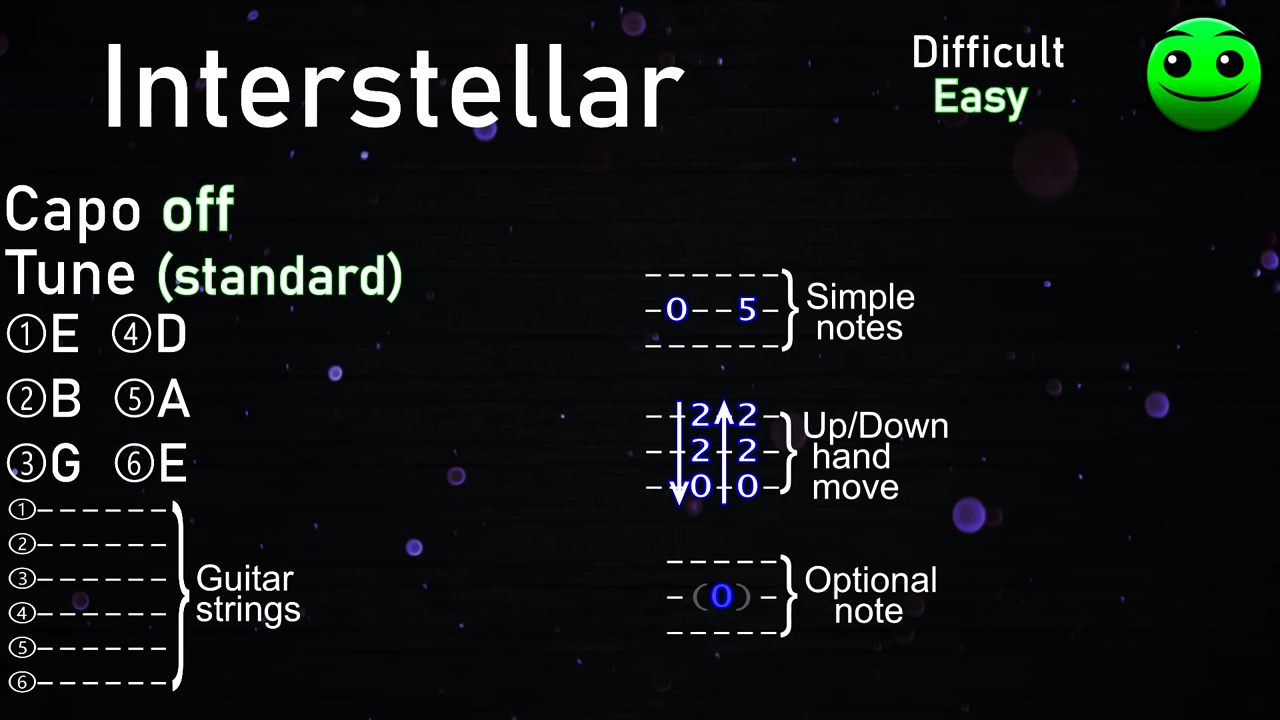 Interstellar
Difficult
Easy
Capo off
Tune (standard)
①E ④D
②B ⑤A
③G ⑥E
①––––––
②––––––
③––––––
④––––––
⑤––––––
⑥––––––
Guitar
strings
––––––
–0––5–
––––––
Simple
notes
–2–2–
–2–2–
–0–0–
Up/Down
hand
move
–––––
–(0)–
–––––
Optional
note